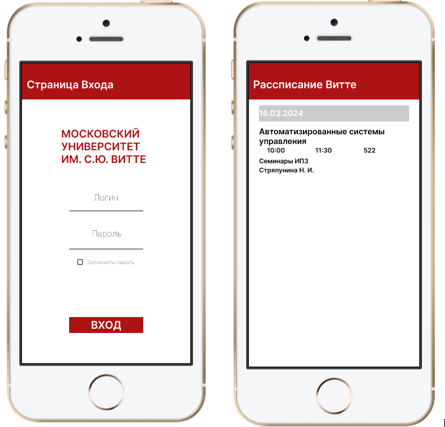 Страница Входа
МОСКОВСКИЙ
УНИВЕРСИТЕТ
ИМ. С.Ю. ВИТТЕ
Логин
Пароль
Запомнить пароль
ВХОД
Рассписание Витте
16.03.2024
Автоматизированные системы
управления
10:00 11:30 522
Семинары ИПЗ
Стряпунина Н. И.